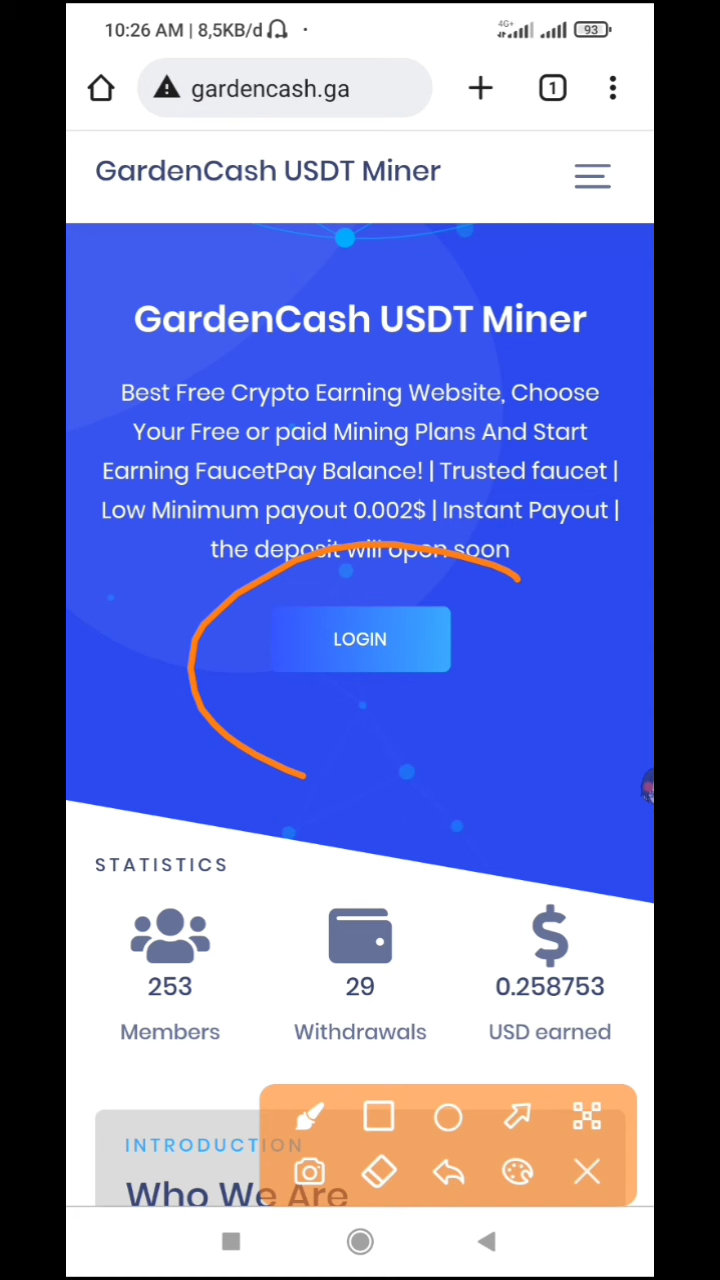 10:26 AM | 8,5KB/d
4G+
93
gardencash.ga
1
GardenCash USDT Miner
GardenCash USDT Miner
Best Free Crypto Earning Website, Choose
Your Free or paid Mining Plans And Start
Earning FaucetPay Balance! | Trusted faucet |
Low Minimum payout 0.002$ | Instant Payout |
the deposit will open soon
LOGIN
STATISTICS
253
29
0.258753
Members
Withdrawals
USD earned
INTRODUCTION
Who We Are